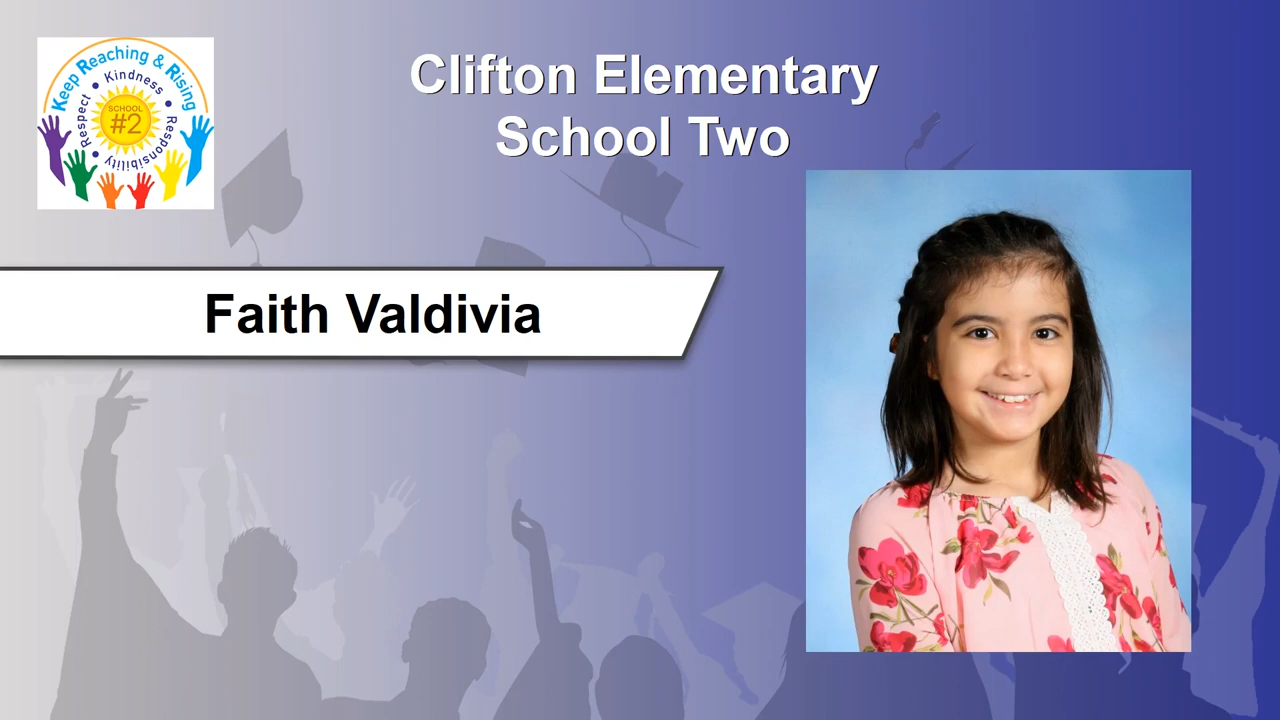 Keep Reaching & Rising
Respect • Kindness • Responsibility •
SCHOOL
#2
Clifton Elementary
School Two
Faith Valdivia